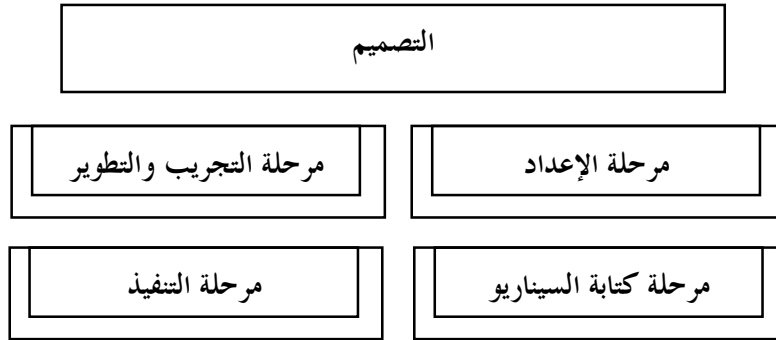 التصميم
مرحلة الإعداد
مرحلة التجريب والتطوير
مرحلة كتابة السيناريو
مرحلة التنفيذ